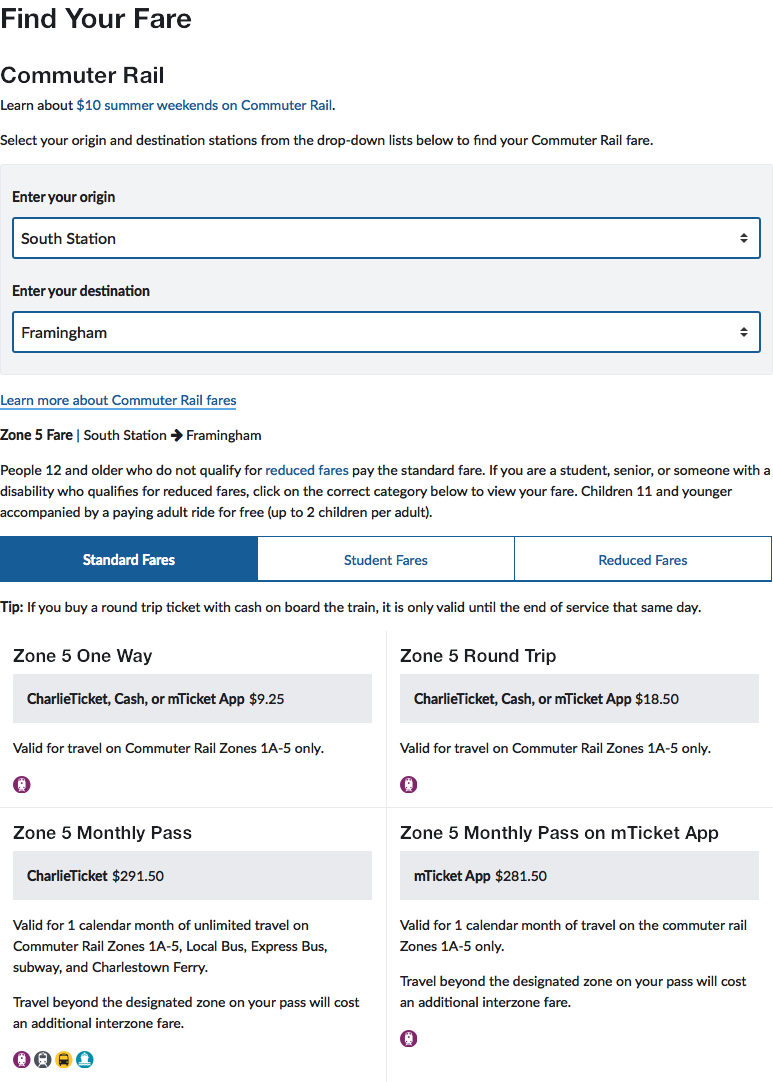 Find Your Fare
Commuter Rail
Learn about $10 summer weekends on Commuter Rail.
Select your origin and destination stations from the drop-down lists below to find your Commuter Rail fare.
Enter your origin
South Station
Enter your destination
Framingham
Learn more about Commuter Rail fares
Zone 5 Fare | South Station → Framingham
People 12 and older who do not qualify for reduced fares pay the standard fare. If you are a student, senior, or someone with a
disability who qualifies for reduced fares, click on the correct category below to view your fare. Children 11 and younger
accompanied by a paying adult ride for free (up to 2 children per adult).
Standard Fares
Student Fares
Reduced Fares
Tip: If you buy a round trip ticket with cash on board the train, it is only valid until the end of service that same day.
Zone 5 One Way
CharlieTicket, Cash, or mTicket App $9.25
Valid for travel on Commuter Rail Zones 1A-5 only.
Zone 5 Round Trip
CharlieTicket, Cash, or mTicket App $18.50
Valid for travel on Commuter Rail Zones 1A-5 only.
Zone 5 Monthly Pass
CharlieTicket $291.50
Valid for 1 calendar month of unlimited travel on
Commuter Rail Zones 1A-5, Local Bus, Express Bus,
subway, and Charlestown Ferry.
Travel beyond the designated zone on your pass will cost
an additional interzone fare.
Zone 5 Monthly Pass on mTicket App
mTicket App $281.50
Valid for 1 calendar month of travel on the commuter rail
Zones 1A-5 only.
Travel beyond the designated zone on your pass will cost
an additional interzone fare.